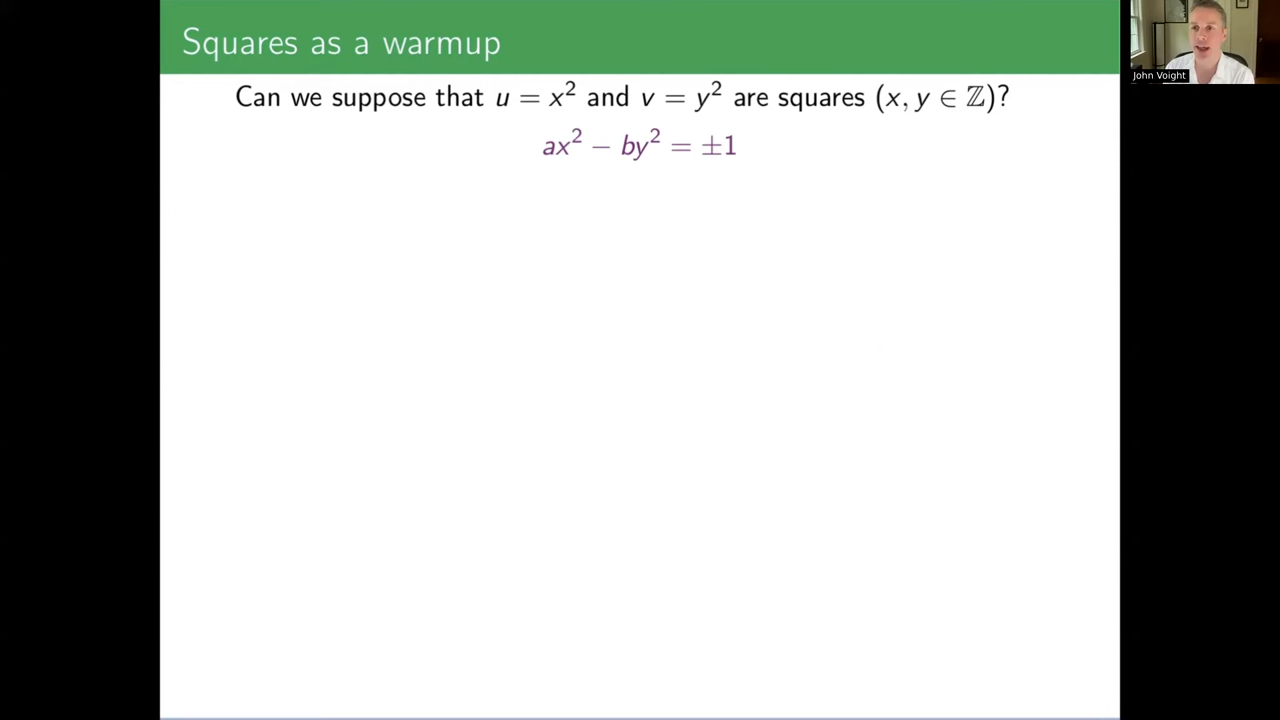 Squares as a warmup
Can we suppose that u = x² and v = y² are squares (x, y ∈ ℤ)?
ax² − by² = ±1
John Voight